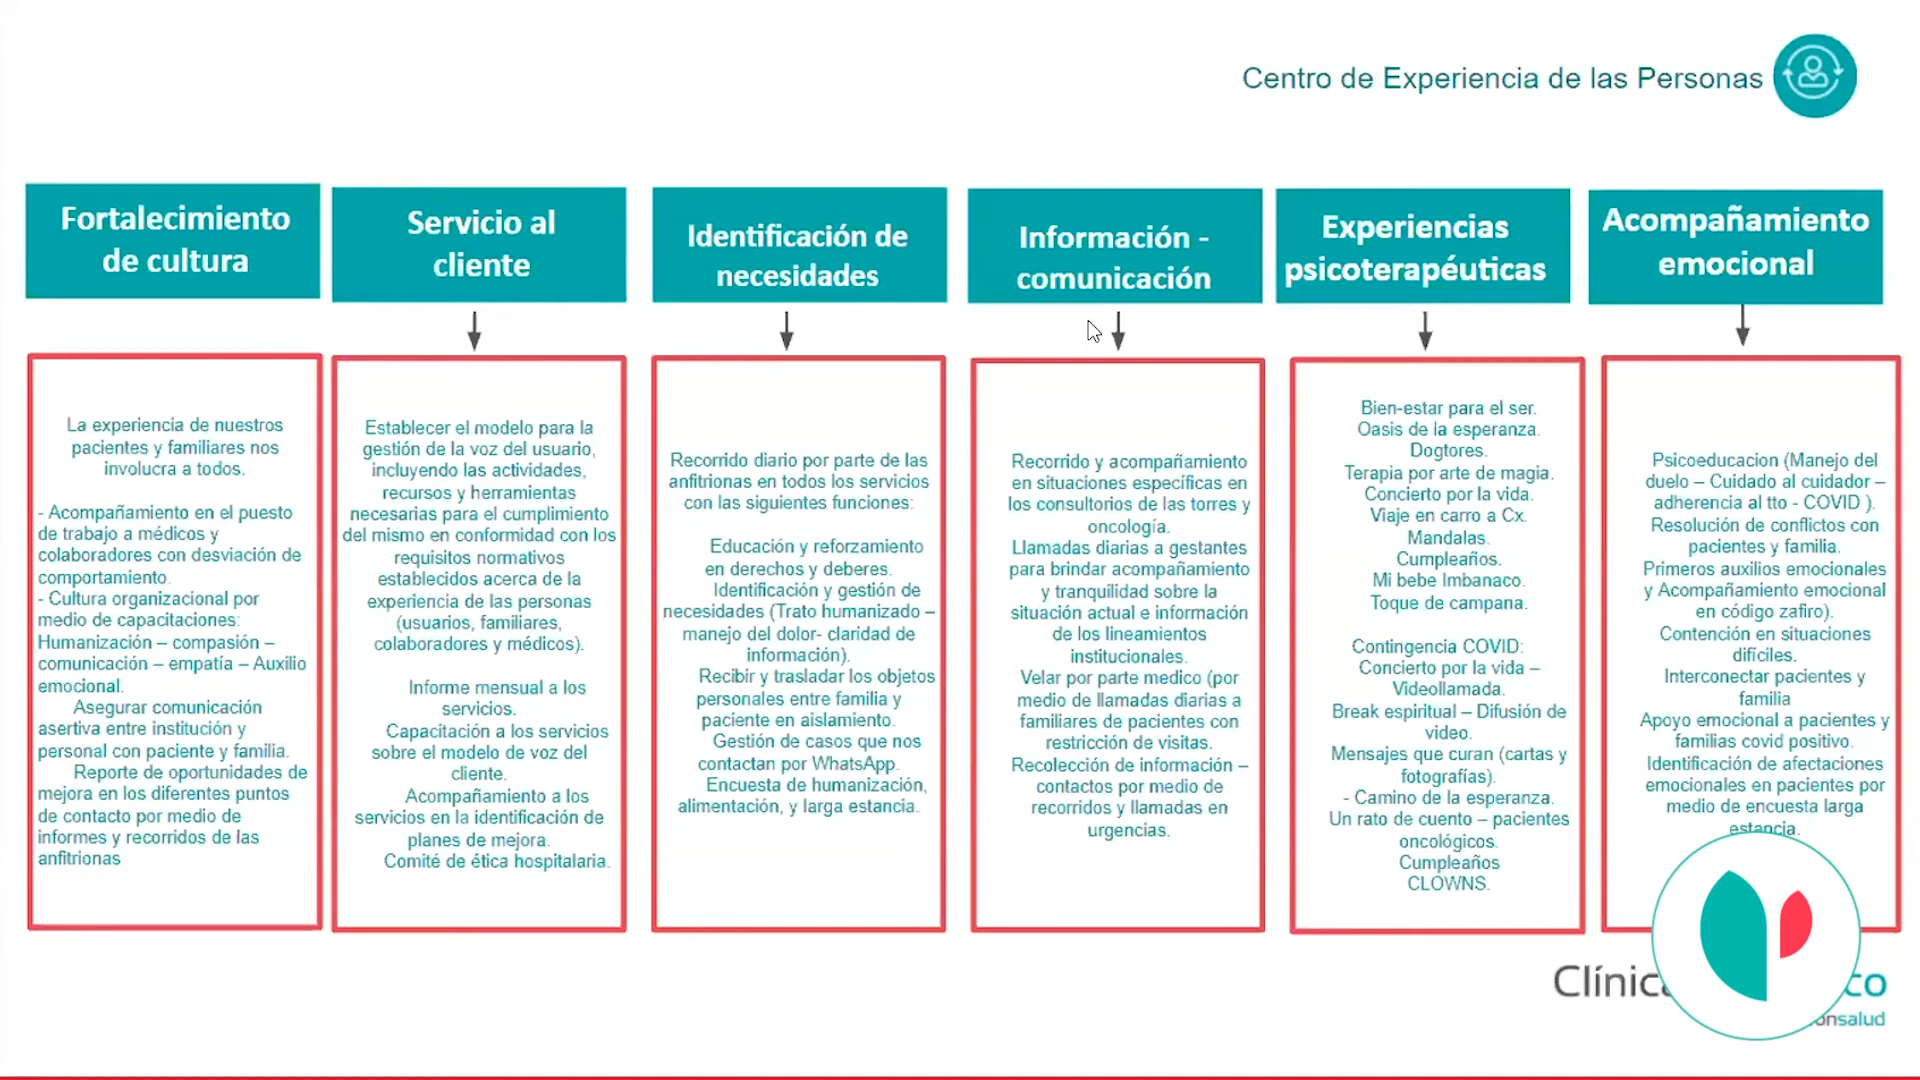 Centro de Experiencia de las Personas
Fortalecimiento
de cultura
La experiencia de nuestros
pacientes y familiares nos
involucra a todos.
- Acompañamiento en el puesto
de trabajo a médicos y
colaboradores con desviación de
comportamiento.
- Cultura organizacional por
medio de capacitaciones:
Humanización – compasión –
comunicación – empatía – Auxilio
emocional.
Asegurar comunicación
asertiva entre institución y
personal con paciente y familia.
Reporte de oportunidades de
mejora en los diferentes puntos
de contacto por medio de
informes y recorridos de las
anfitrionas
Servicio al
cliente
Establecer el modelo para la
gestión de la voz del usuario,
incluyendo las actividades,
recursos y herramientas
necesarias para el cumplimiento
del mismo en conformidad con los
requisitos normativos
establecidos acerca de la
experiencia de las personas
(usuarios, familiares,
colaboradores y médicos).
Informe mensual a los
servicios.
Capacitación a los servicios
sobre el modelo de voz del
cliente.
Acompañamiento a los
servicios en la identificación de
planes de mejora.
Comité de ética hospitalaria.
Identificación de
necesidades
Recorrido diario por parte de las
anfitrionas en todos los servicios
con las siguientes funciones:
Educación y reforzamiento
en derechos y deberes.
Identificación y gestión de
necesidades (Trato humanizado –
manejo del dolor- claridad de
información).
Recibir y trasladar los objetos
personales entre familia y
paciente en aislamiento.
Gestión de casos que nos
contactan por WhatsApp.
Encuesta de humanización,
alimentación, y larga estancia.
Información -
comunicación
Recorrido y acompañamiento
en situaciones específicas en
los consultorios de las torres y
oncología.
Llamadas diarias a gestantes
para brindar acompañamiento
y tranquilidad sobre la
situación actual e información
de los lineamientos
institucionales.
Velar por parte medico (por
medio de llamadas diarias a
familiares de pacientes con
restricción de visitas.
Recolección de información –
contactos por medio de
recorridos y llamadas en
urgencias.
Experiencias
psicoterapéuticas
Bien-estar para el ser.
Oasis de la esperanza.
Dogtores.
Terapia por arte de magia.
Concierto por la vida.
Viaje en carro a Cx.
Mandalas.
Cumpleaños.
Mi bebe Imbanaco.
Toque de campana.
Contingencia COVID:
Concierto por la vida –
Videollamada.
Break espiritual – Difusión de
video.
Mensajes que curan (cartas y
fotografías).
- Camino de la esperanza.
Un rato de cuento – pacientes
oncológicos.
Cumpleaños
CLOWNS.
Acompañamiento
emocional
Psicoeducacion (Manejo del
duelo – Cuidado al cuidador –
adherencia al tto - COVID ).
Resolución de conflictos con
pacientes y familia.
Primeros auxilios emocionales
y Acompañamiento emocional
en código zafiro).
Contención en situaciones
difíciles.
Interconectar pacientes y
familia
Apoyo emocional a pacientes y
familias covid positivo.
Identificación de afectaciones
emocionales en pacientes por
medio de encuesta larga
estancia.